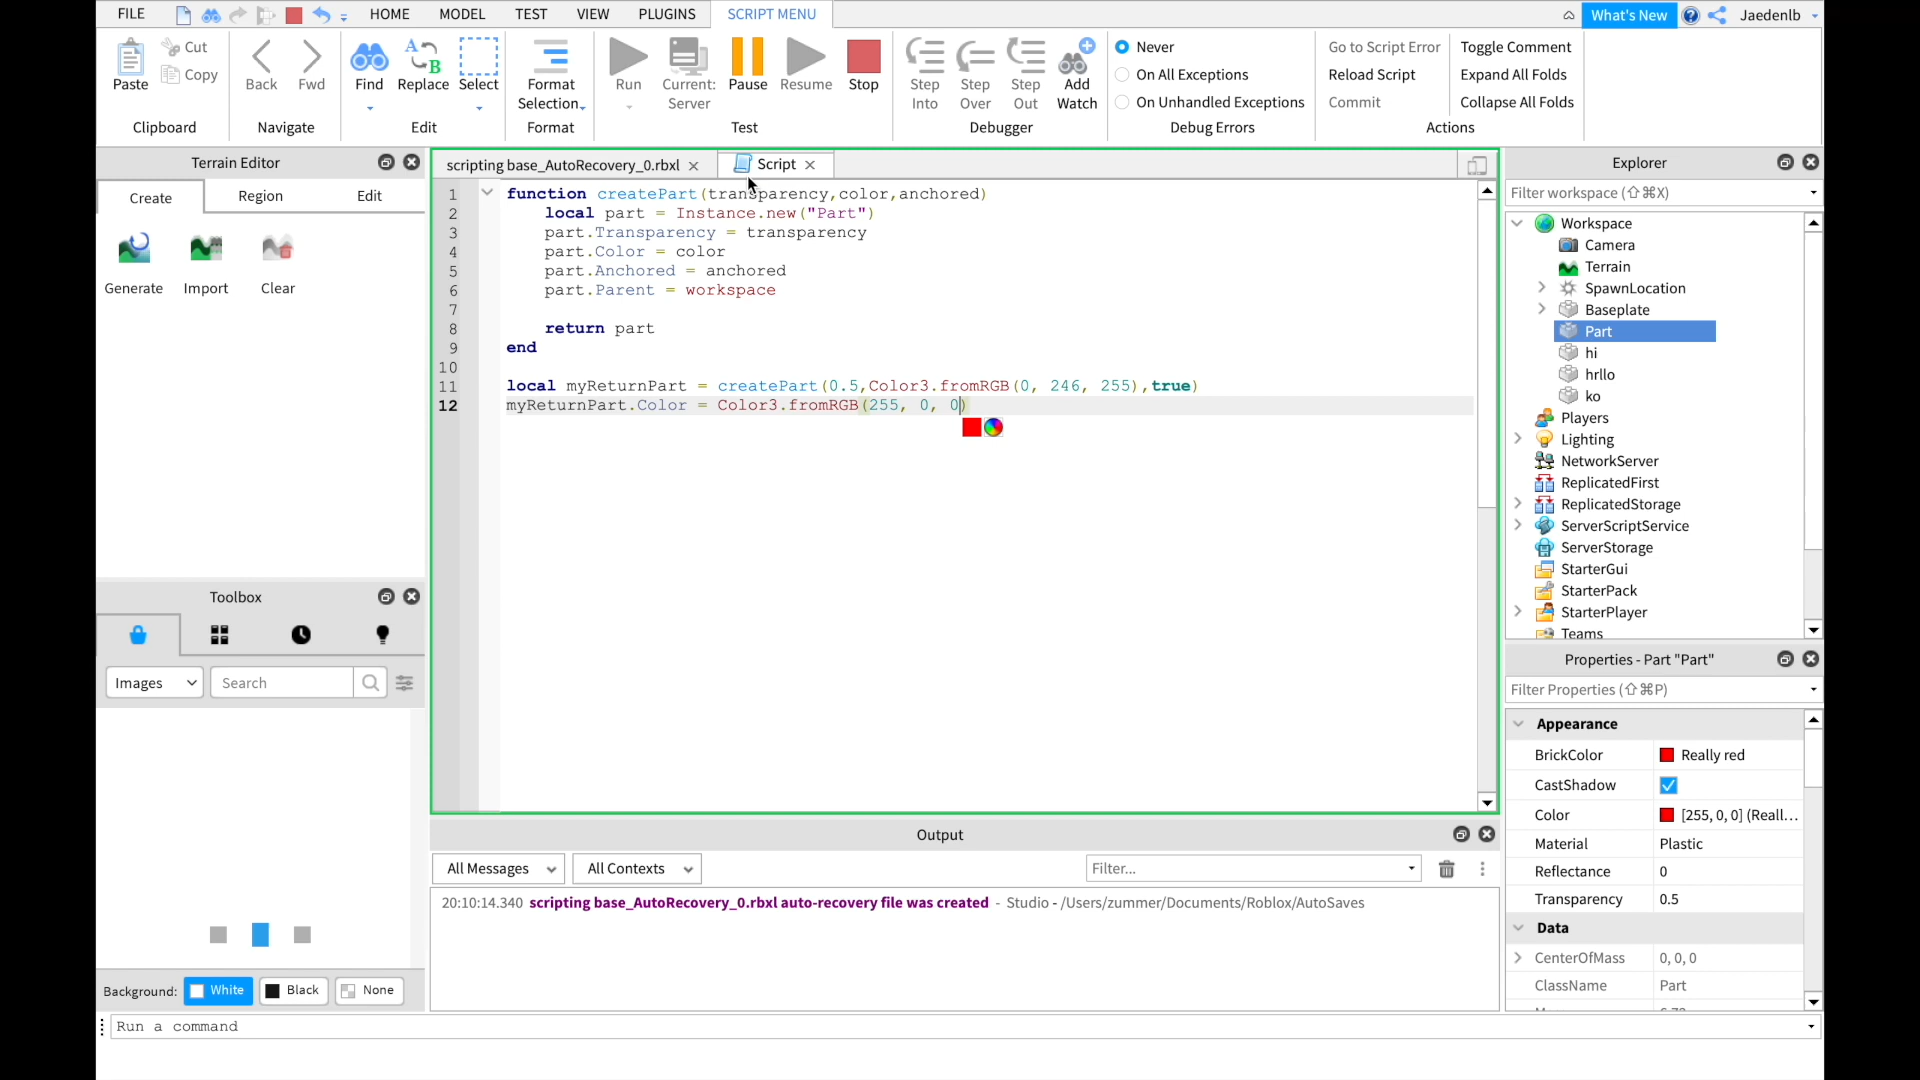 FILE
HOME
MODEL
TEST
VIEW
PLUGINS
SCRIPT MENU
What's New
Jaedenlb
Paste
Cut
Copy
Clipboard
Back
Fwd
Navigate
Find
Replace
Select
Edit
Format
Selection
Format
Run
Current:
Server
Pause
Resume
Stop
Test
Step
Into
Step
Over
Step
Out
Add
Watch
Debugger
Never
On All Exceptions
On Unhandled Exceptions
Debug Errors
Go to Script Error
Reload Script
Commit
Toggle Comment
Expand All Folds
Collapse All Folds
Actions
Terrain Editor
Create
Region
Edit
Generate
Import
Clear
Toolbox
Images
Search
Background:
White
Black
None
scripting base_AutoRecovery_0.rbxl
Script
1 function createPart(transparency,color,anchored)
2 local part = Instance.new("Part")
3 part.Transparency = transparency
4 part.Color = color
5 part.Anchored = anchored
6 part.Parent = workspace
7
8 return part
9 end
10
11 local myReturnPart = createPart(0.5,Color3.fromRGB(0, 246, 255),true)
12 myReturnPart.Color = Color3.fromRGB(255, 0, 0)
Output
All Messages
All Contexts
Filter...
20:10:14.340 scripting base_AutoRecovery_0.rbxl auto-recovery file was created - Studio - /Users/zummer/Documents/Roblox/AutoSaves
Run a command
Explorer
Filter workspace (⇧⌘X)
Workspace
Camera
Terrain
SpawnLocation
Baseplate
Part
hi
hrllo
ko
Players
Lighting
NetworkServer
ReplicatedFirst
ReplicatedStorage
ServerScriptService
ServerStorage
StarterGui
StarterPack
StarterPlayer
Teams
Properties - Part "Part"
Filter Properties (⇧⌘P)
Appearance
BrickColor Really red
CastShadow
Color [255, 0, 0] (Reall...
Material Plastic
Reflectance 0
Transparency 0.5
Data
CenterOfMass 0, 0, 0
ClassName Part